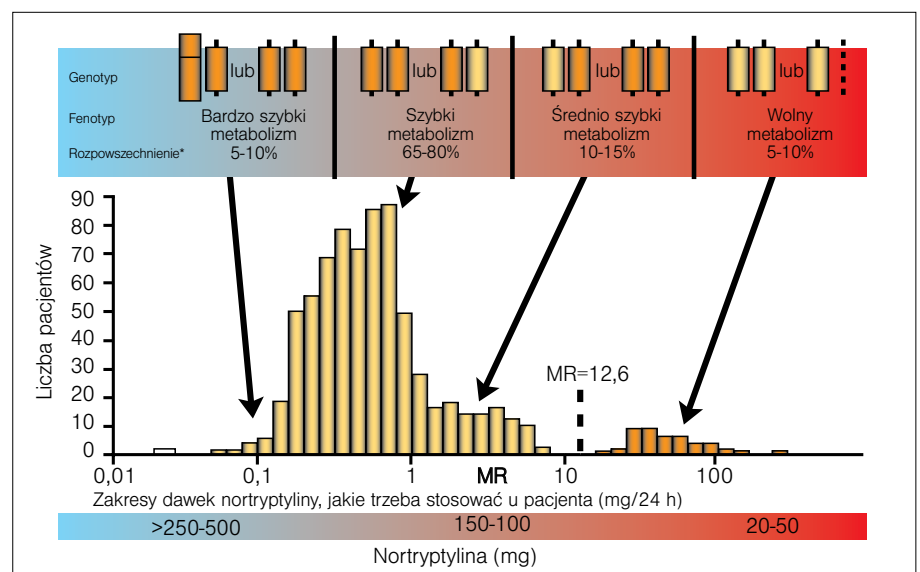 Genotyp
lub
lub
lub
lub
Fenotyp
Bardzo szybki
metabolizm
Szybki
metabolizm
Średnio szybki
metabolizm
Wolny
metabolizm
Rozpowszechnienie*
5-10%
65-80%
10-15%
5-10%
Liczba pacjentów
90
80
70
60
50
40
30
20
10
0
MR=12,6
0,01
0,1
1
MR
10
100
Zakresy dawek nortryptyliny, jakie trzeba stosować u pacjenta (mg/24 h)
>250-500
150-100
20-50
Nortryptylina (mg)